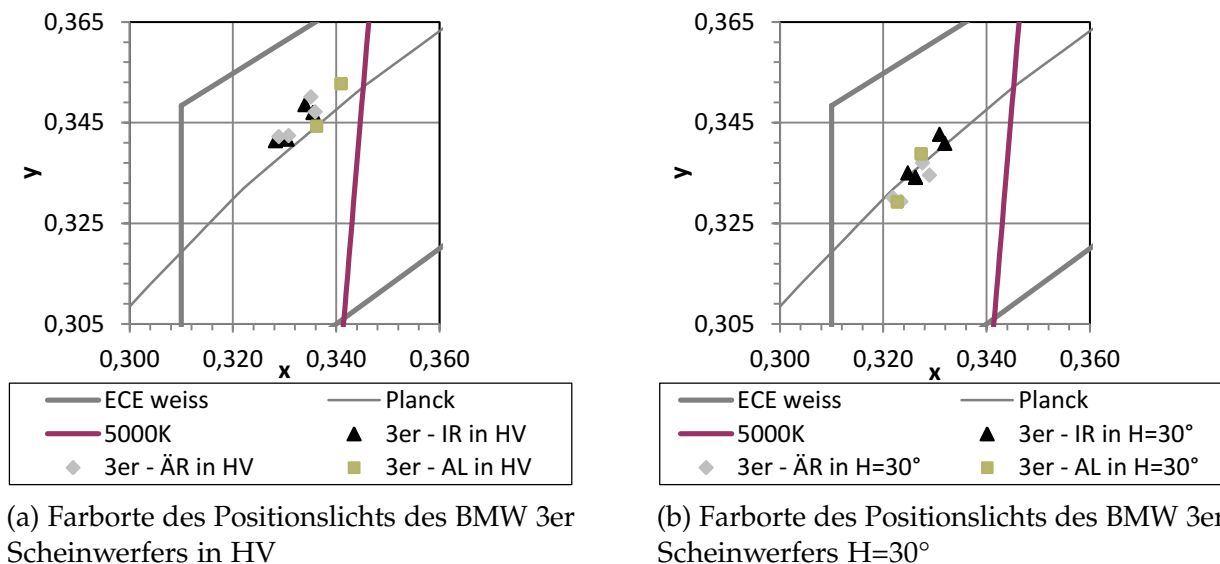 0,365
0,345
0,325
0,305
y
0,300 0,320 0,340 0,360
x
ECE weiss Planck
5000K 3er - IR in HV
3er - ÄR in HV 3er - AL in HV
(a) Farborte des Positionslichts des BMW 3er
Scheinwerfers in HV
0,365
0,345
0,325
0,305
y
0,300 0,320 0,340 0,360
x
ECE weiss Planck
5000K 3er - IR in H=30°
3er - ÄR in H=30° 3er - AL in H=30°
(b) Farborte des Positionslichts des BMW 3er
Scheinwerfers H=30°